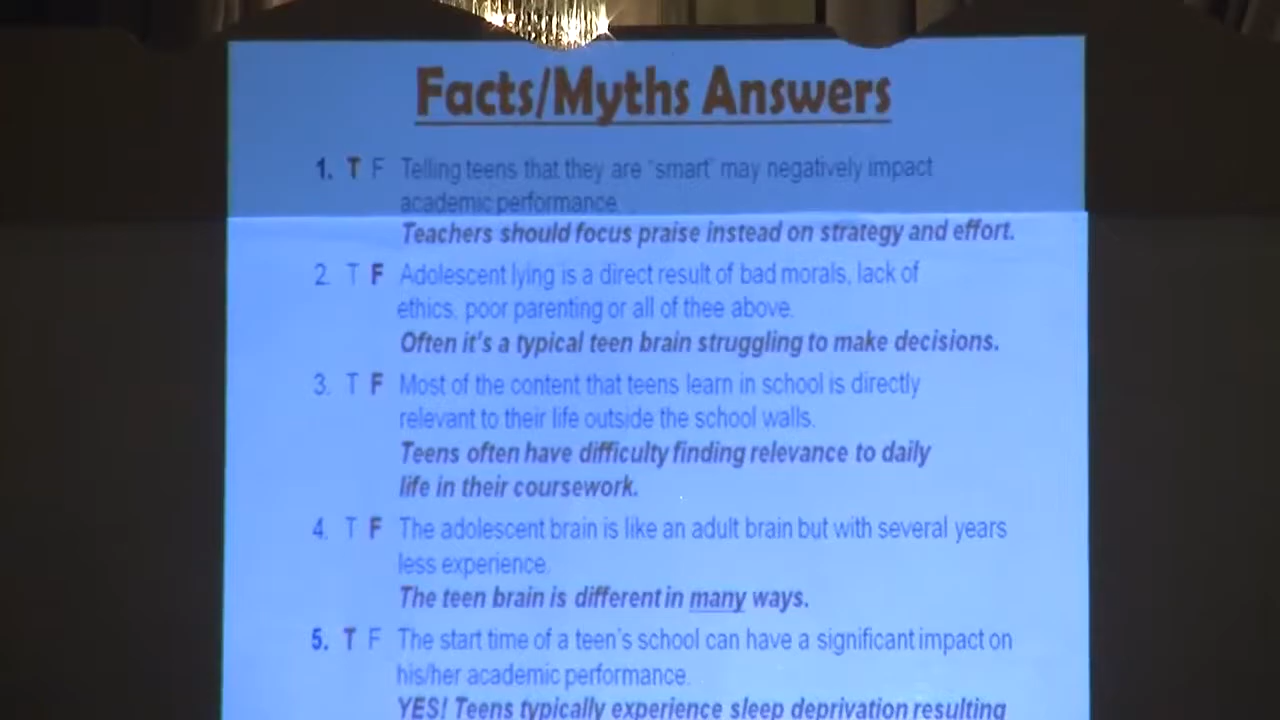 Facts/Myths Answers
1. T F Telling teens that they are "smart" may negatively impact
academic performance.
Teachers should focus praise instead on strategy and effort.
2. T F Adolescent lying is a direct result of bad morals, lack of
ethics, poor parenting or all of thee above.
Often it's a typical teen brain struggling to make decisions.
3. T F Most of the content that teens learn in school is directly
relevant to their life outside the school walls.
Teens often have difficulty finding relevance to daily
life in their coursework.
4. T F The adolescent brain is like an adult brain but with several years
less experience.
The teen brain is different in many ways.
5. T F The start time of a teen's school can have a significant impact on
his/her academic performance.
YES! Teens typically experience sleep deprivation resulting